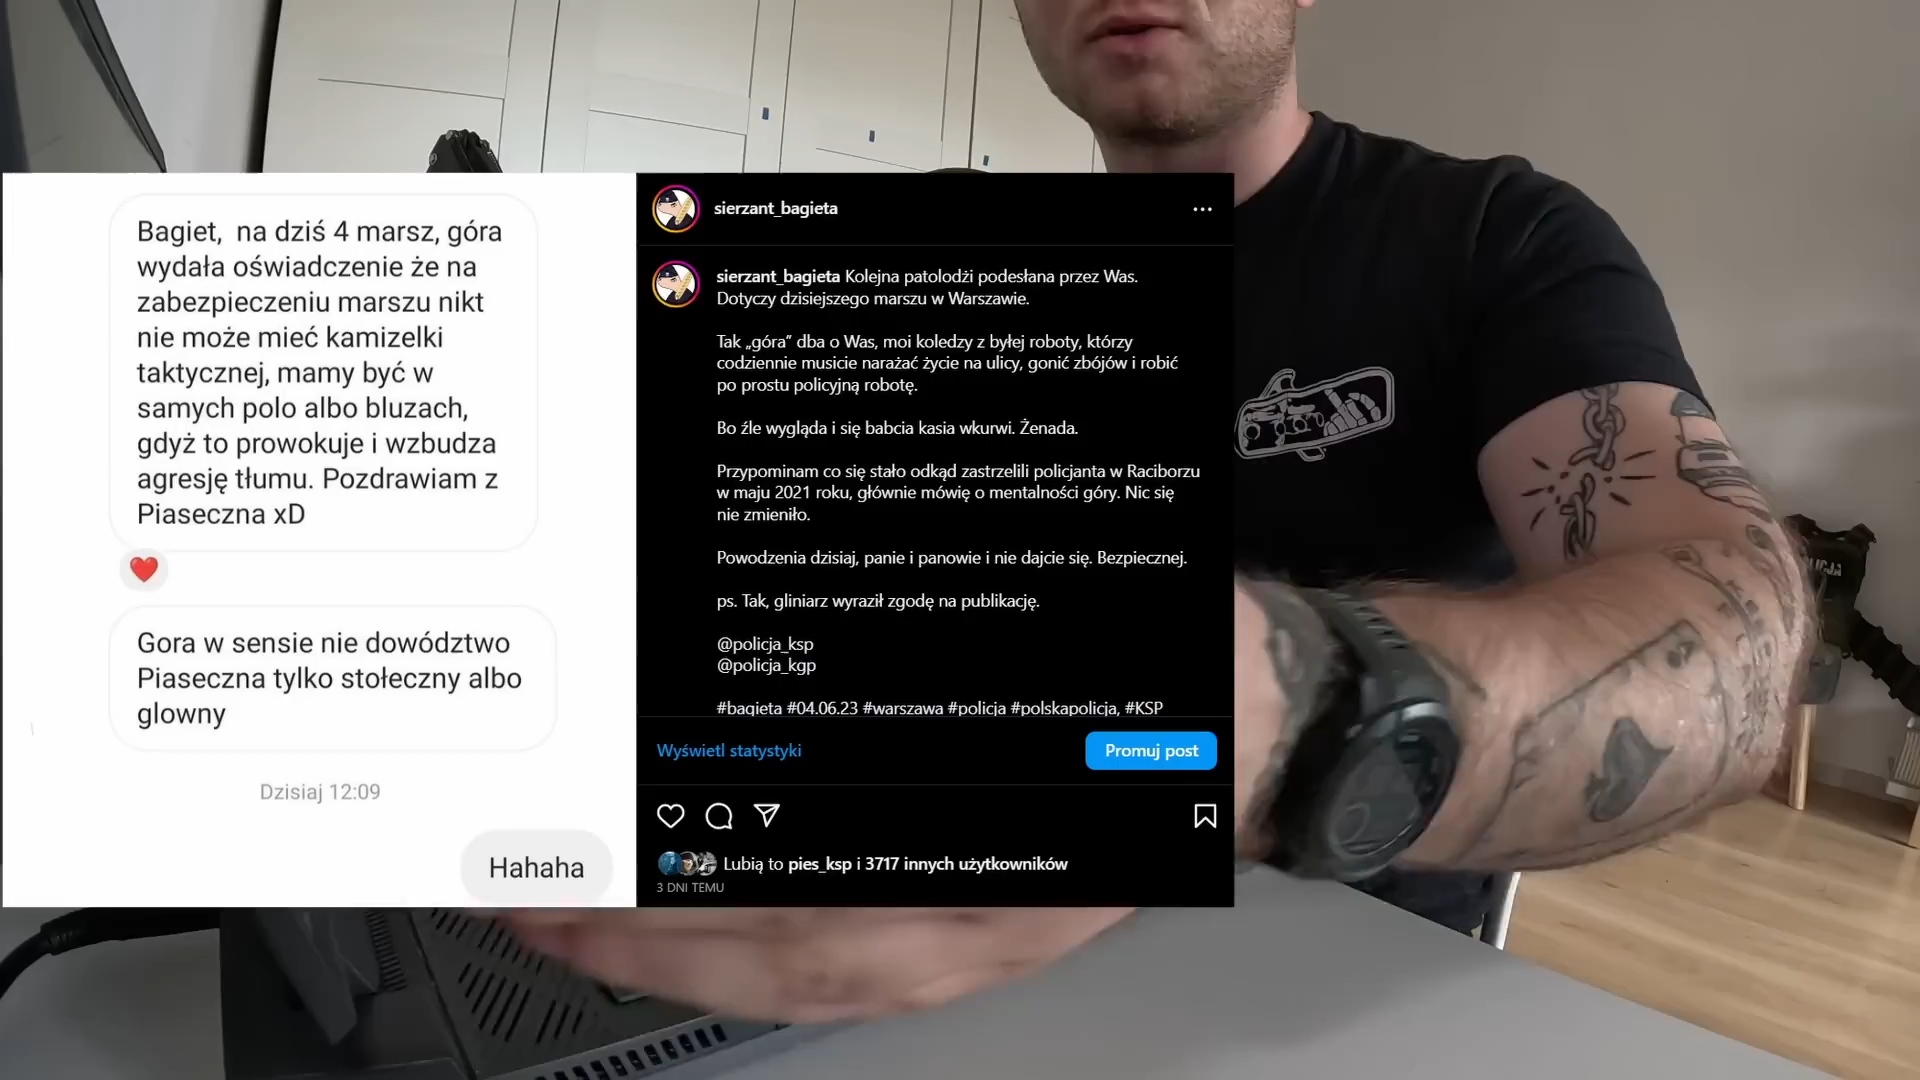 Bagiet,  na dziś 4 marsz, góra
wydała oświadczenie że na
zabezpieczeniu marszu nikt
nie może mieć kamizelki
taktycznej, mamy być w
samych polo albo bluzach,
gdyż to prowokuje i wzbudza
agresję tłumu. Pozdrawiam z
Piaseczna xD
Gora w sensie nie dowództwo
Piaseczna tylko stołeczny albo
glowny
Dzisiaj 12:09
Hahaha
sierzant_bagieta
sierzant_bagieta Kolejna patolodżi podesłana przez Was.
Dotyczy dzisiejszego marszu w Warszawie.
Tak „góra” dba o Was, moi koledzy z byłej roboty, którzy
codziennie musicie narażać życie na ulicy, gonić zbójów i robić
po prostu policyjną robotę.
Bo źle wygląda i się babcia kasia wkurwi. Żenada.
Przypominam co się stało odkąd zastrzelili policjanta w Raciborzu
w maju 2021 roku, głównie mówię o mentalności góry. Nic się
nie zmieniło.
Powodzenia dzisiaj, panie i panowie i nie dajcie się. Bezpiecznej.
ps. Tak, gliniarz wyraził zgodę na publikację.
@policja_ksp
@policja_kgp
#bagieta #04.06.23 #warszawa #policja #polskapolicja, #KSP
Wyświetl statystyki
Promuj post
Lubią to pies_ksp i 3717 innych użytkowników
3 DNI TEMU